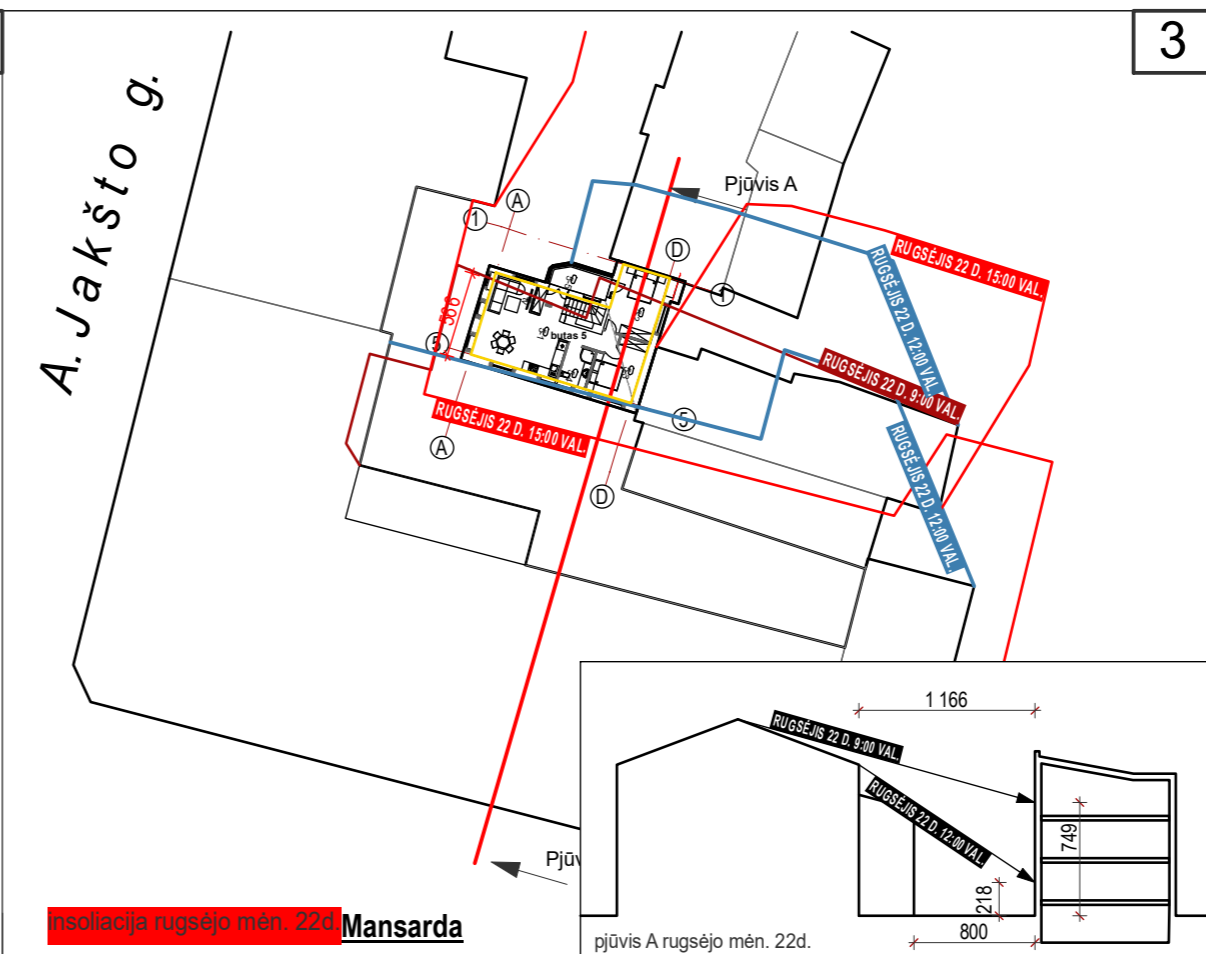 3
A. Jakšto g.
Pjūvis A
A
1
D
1
RUGSĖJIS 22 D. 15:00 VAL.
RUGSĖJIS 22 D. 12:00 VAL.
566
butas 5
5
RUGSĖJIS 22 D. 9:00 VAL.
RUGSĖJIS 22 D. 15:00 VAL.
5
A
RUGSĖJIS 22 D. 12:00 VAL.
D
1 166
RUGSĖJIS 22 D. 9:00 VAL.
RUGSĖJIS 22 D. 12:00 VAL.
749
218
800
Pjūv
insoliacija rugsėjo mėn. 22d. Mansarda
pjūvis A rugsėjo mėn. 22d.